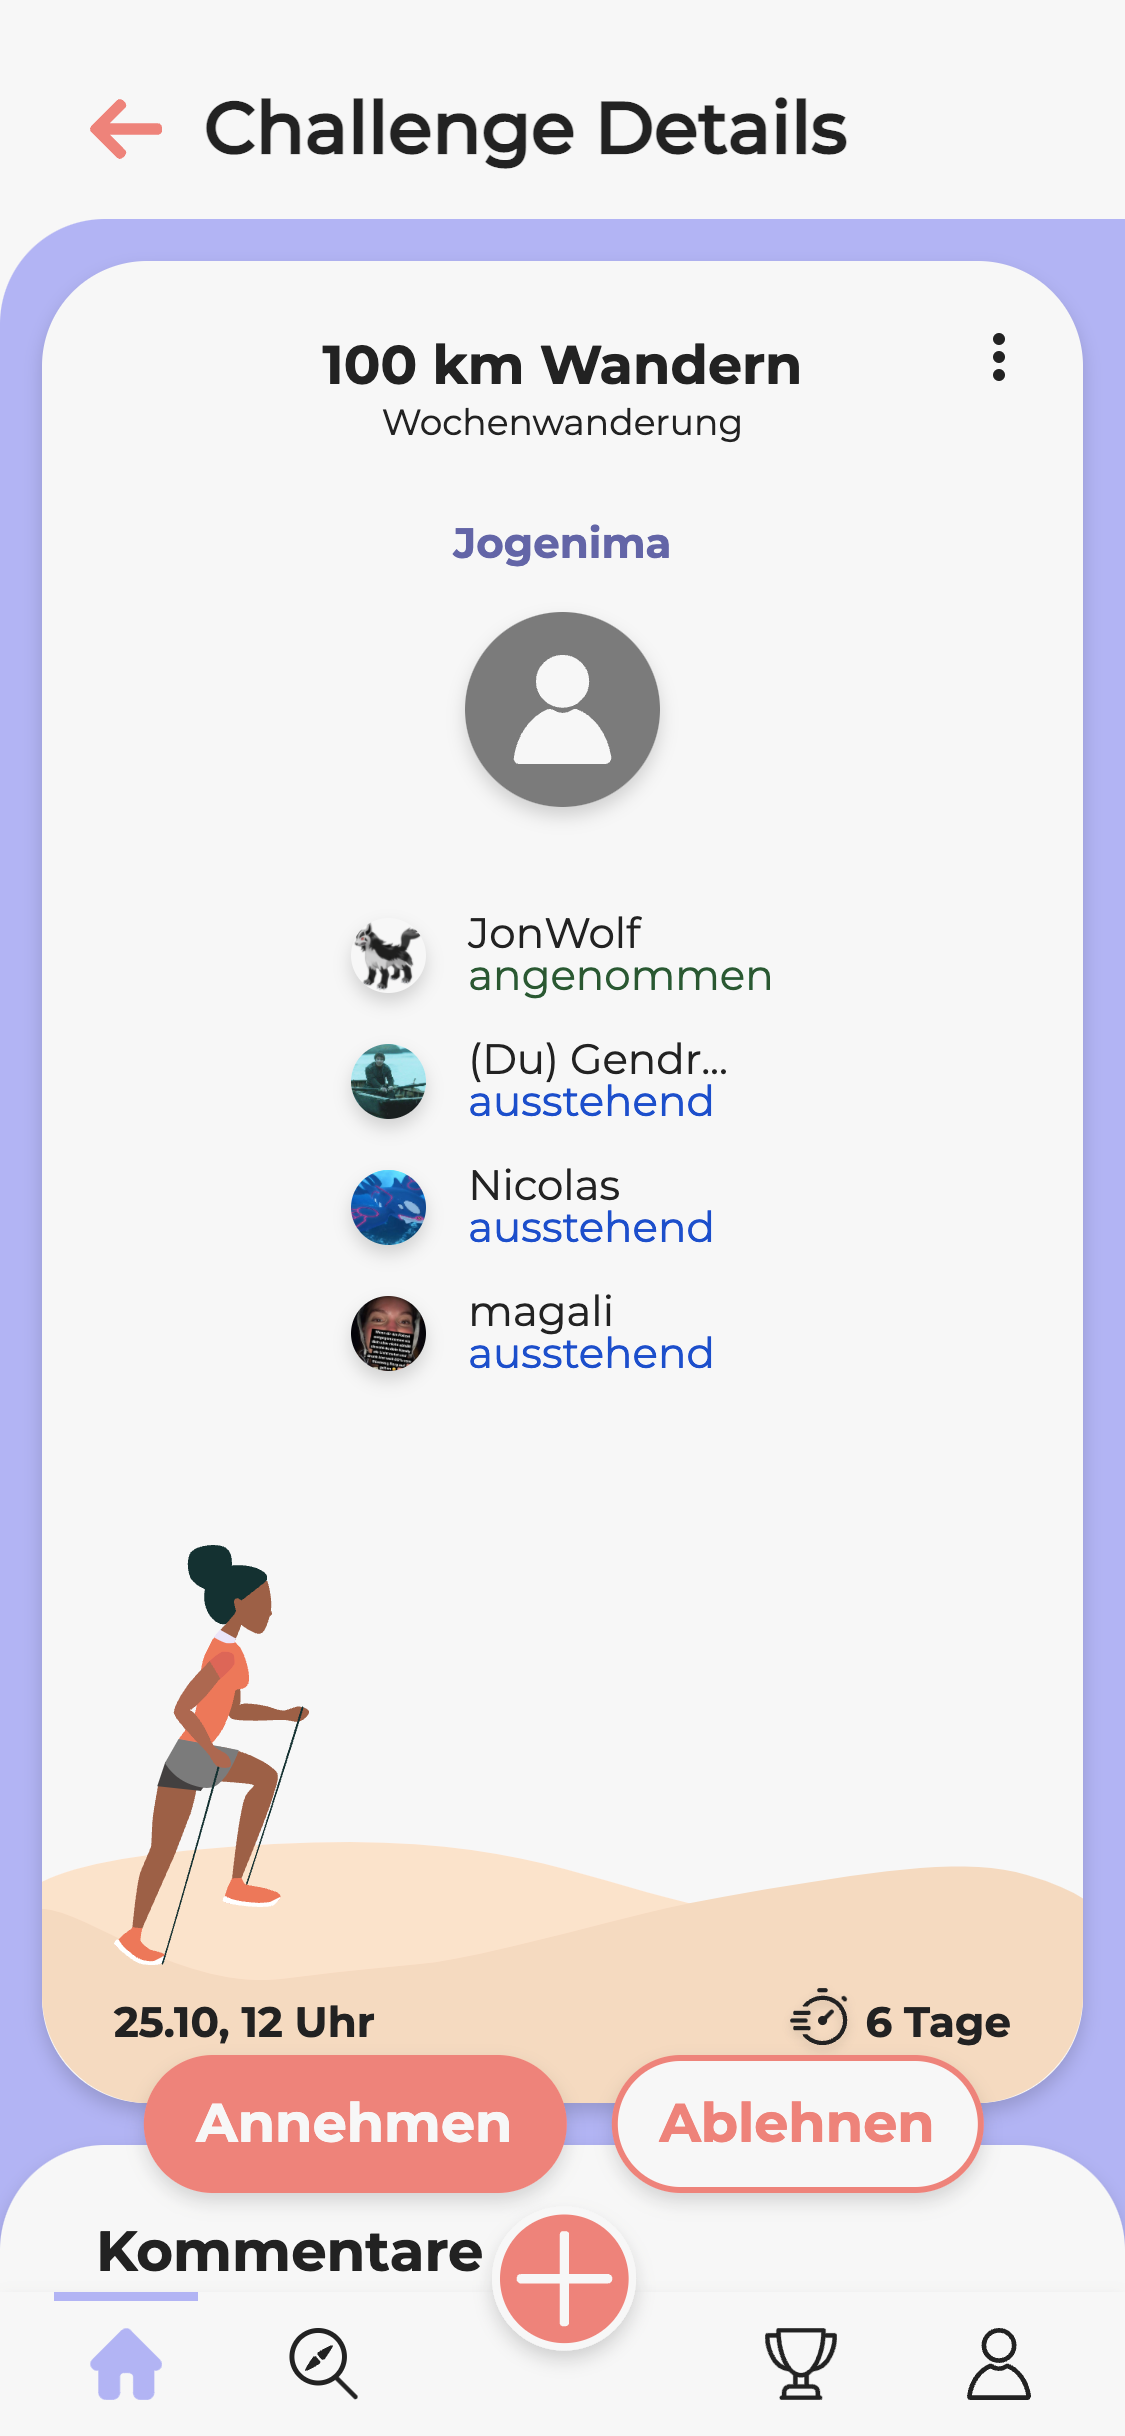 Challenge Details
100 km Wandern
Wochenwanderung
Jogenima
JonWolf
angenommen
(Du) Gendr...
ausstehend
Nicolas
ausstehend
magali
ausstehend
25.10, 12 Uhr
6 Tage
Annehmen
Ablehnen
Kommentare